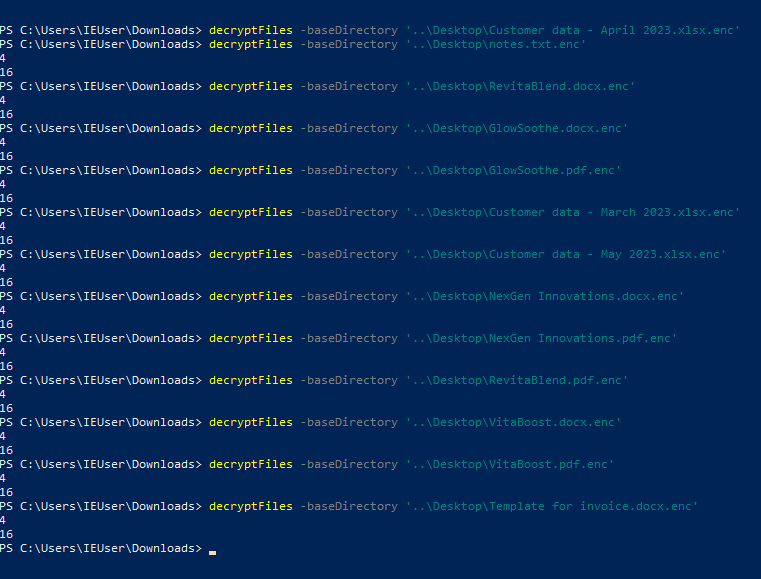 PS C:\Users\IEUser\Downloads> decryptFiles -baseDirectory '..\Desktop\Customer data - April 2023.xlsx.enc'
PS C:\Users\IEUser\Downloads> decryptFiles -baseDirectory '..\Desktop\notes.txt.enc'
4
16
PS C:\Users\IEUser\Downloads> decryptFiles -baseDirectory '..\Desktop\RevitaBlend.docx.enc'
4
16
PS C:\Users\IEUser\Downloads> decryptFiles -baseDirectory '..\Desktop\GlowSoothe.docx.enc'
4
16
PS C:\Users\IEUser\Downloads> decryptFiles -baseDirectory '..\Desktop\GlowSoothe.pdf.enc'
4
16
PS C:\Users\IEUser\Downloads> decryptFiles -baseDirectory '..\Desktop\Customer data - March 2023.xlsx.enc'
4
16
PS C:\Users\IEUser\Downloads> decryptFiles -baseDirectory '..\Desktop\Customer data - May 2023.xlsx.enc'
4
16
PS C:\Users\IEUser\Downloads> decryptFiles -baseDirectory '..\Desktop\NexGen Innovations.docx.enc'
4
16
PS C:\Users\IEUser\Downloads> decryptFiles -baseDirectory '..\Desktop\NexGen Innovations.pdf.enc'
4
16
PS C:\Users\IEUser\Downloads> decryptFiles -baseDirectory '..\Desktop\RevitaBlend.pdf.enc'
4
16
PS C:\Users\IEUser\Downloads> decryptFiles -baseDirectory '..\Desktop\VitaBoost.docx.enc'
4
16
PS C:\Users\IEUser\Downloads> decryptFiles -baseDirectory '..\Desktop\VitaBoost.pdf.enc'
4
16
PS C:\Users\IEUser\Downloads> decryptFiles -baseDirectory '..\Desktop\Template for invoice.docx.enc'
4
16
PS C:\Users\IEUser\Downloads>